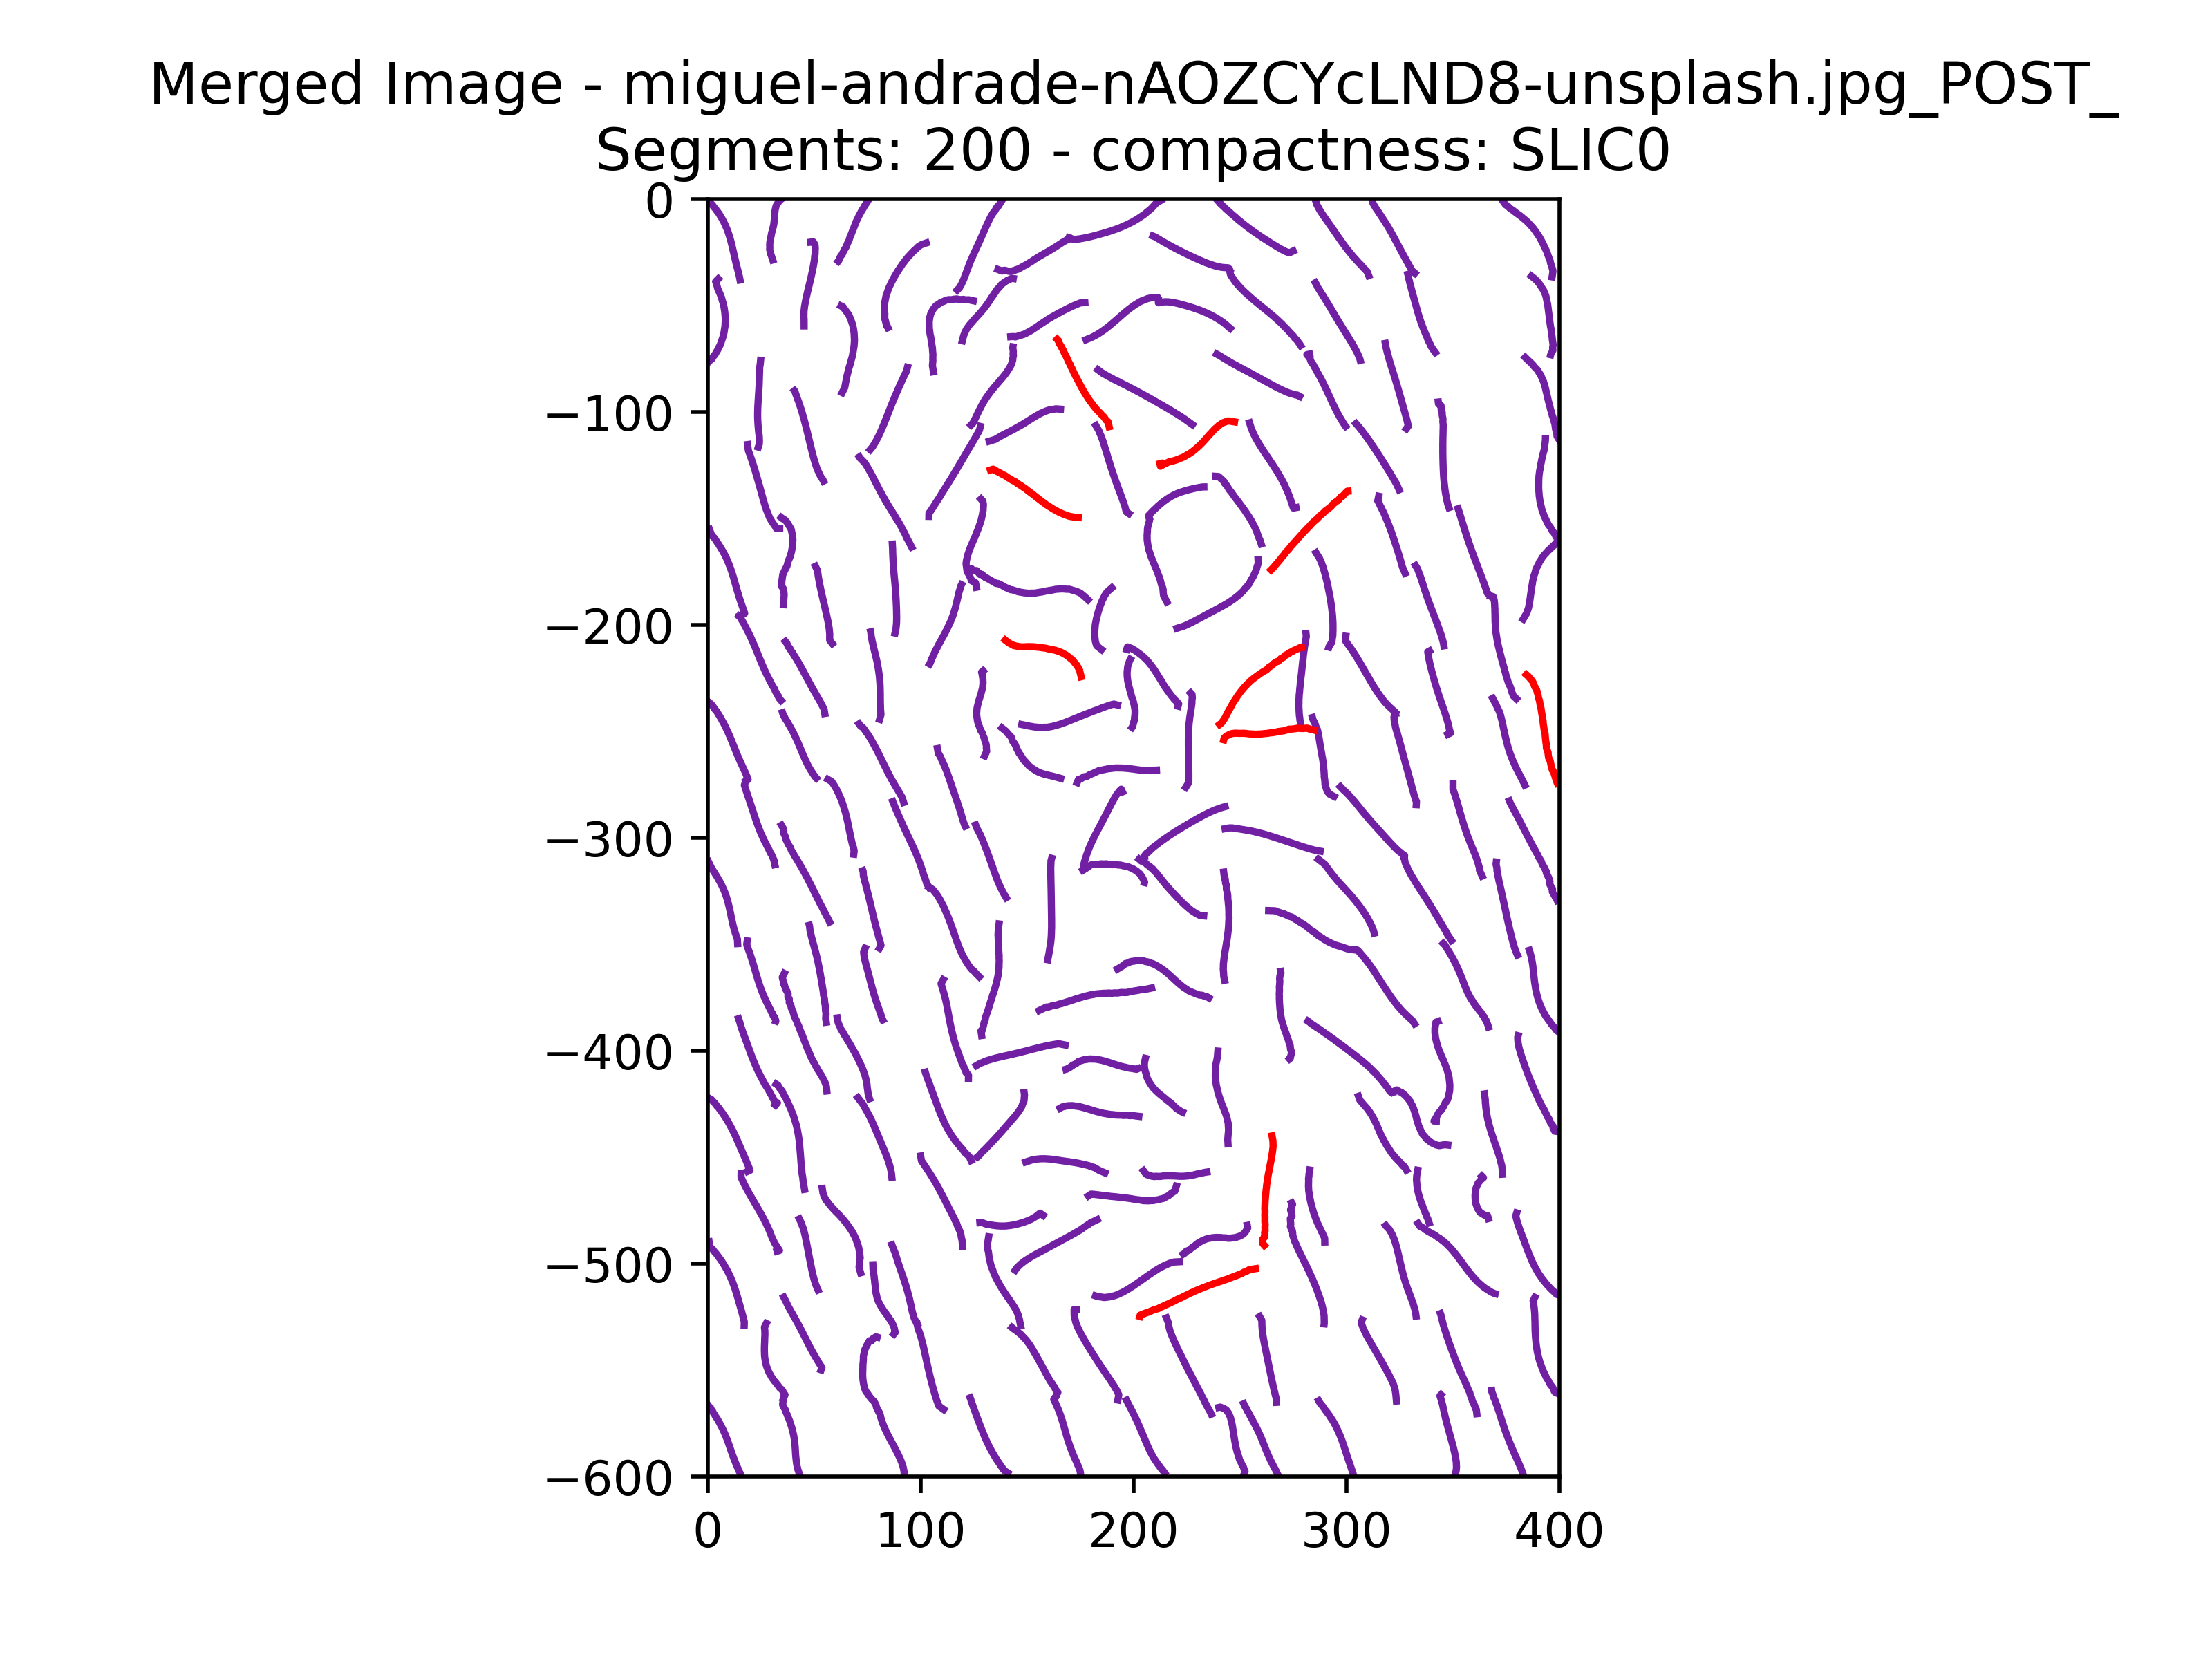 Merged Image - miguel-andrade-nAOZCYcLND8-unsplash.jpg_POST_
Segments: 200 - compactness: SLIC0
0
−100
−200
−300
−400
−500
−600
0 100 200 300 400